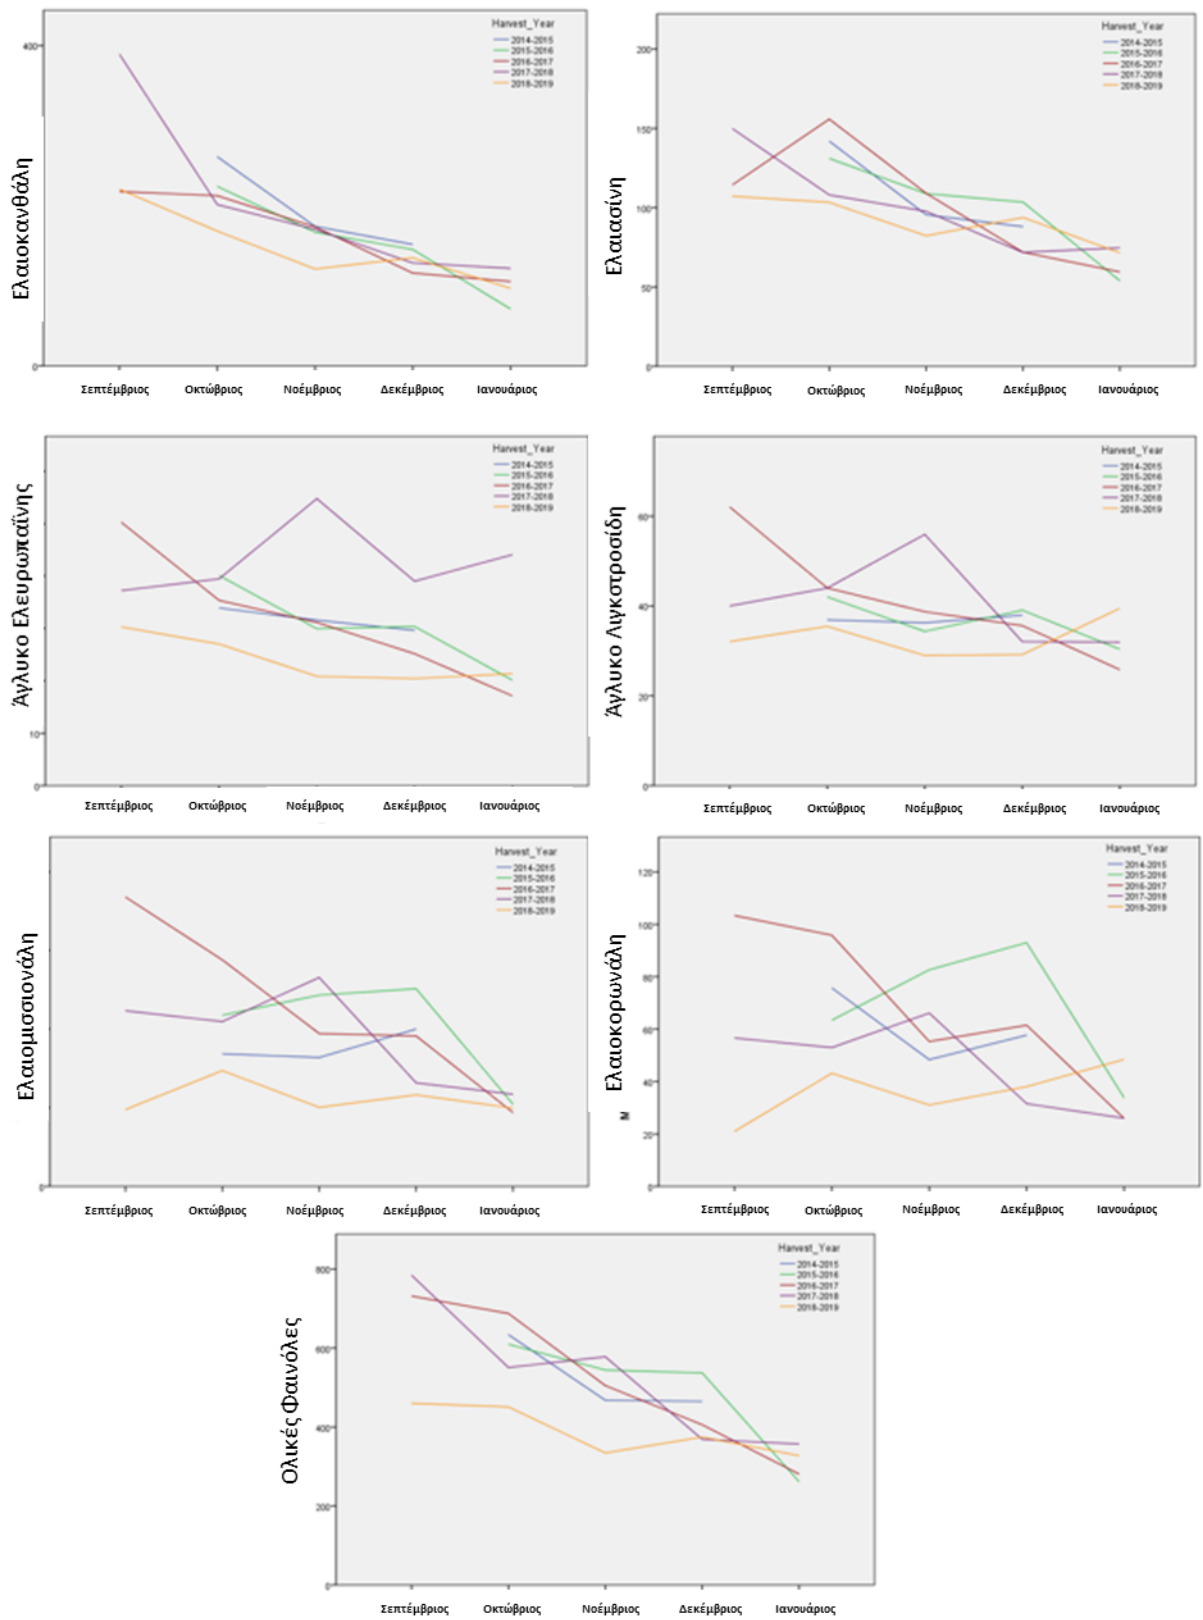 Ελαιοκανθάλη
Harvest_Year
2014-2015
2015-2016
2016-2017
2017-2018
2018-2019
400
0
Σεπτέμβριος Οκτώβριος Νοέμβριος Δεκέμβριος Ιανουάριος
Ελαιασίνη
Harvest_Year
2014-2015
2015-2016
2016-2017
2017-2018
2018-2019
200
150
100
50
0
Σεπτέμβριος Οκτώβριος Νοέμβριος Δεκέμβριος Ιανουάριος
Άγλυκο Ελευρωπαΐνης
Harvest_Year
2014-2015
2015-2016
2016-2017
2017-2018
2018-2019
10
0
Σεπτέμβριος Οκτώβριος Νοέμβριος Δεκέμβριος Ιανουάριος
Άγλυκο Λιγκστροσίδη
Harvest_Year
2014-2015
2015-2016
2016-2017
2017-2018
2018-2019
60
40
20
0
Σεπτέμβριος Οκτώβριος Νοέμβριος Δεκέμβριος Ιανουάριος
Ελαιομισσιονάλη
Harvest_Year
2014-2015
2015-2016
2016-2017
2017-2018
2018-2019
0
Σεπτέμβριος Οκτώβριος Νοέμβριος Δεκέμβριος Ιανουάριος
Ελαιοκορωνάλη
M
Harvest_Year
2014-2015
2015-2016
2016-2017
2017-2018
2018-2019
120
100
80
60
40
20
0
Σεπτέμβριος Οκτώβριος Νοέμβριος Δεκέμβριος Ιανουάριος
Ολικές Φαινόλες
Harvest_Year
2014-2015
2015-2016
2016-2017
2017-2018
2018-2019
800
600
400
200
0
Σεπτέμβριος Οκτώβριος Νοέμβριος Δεκέμβριος Ιανουάριος